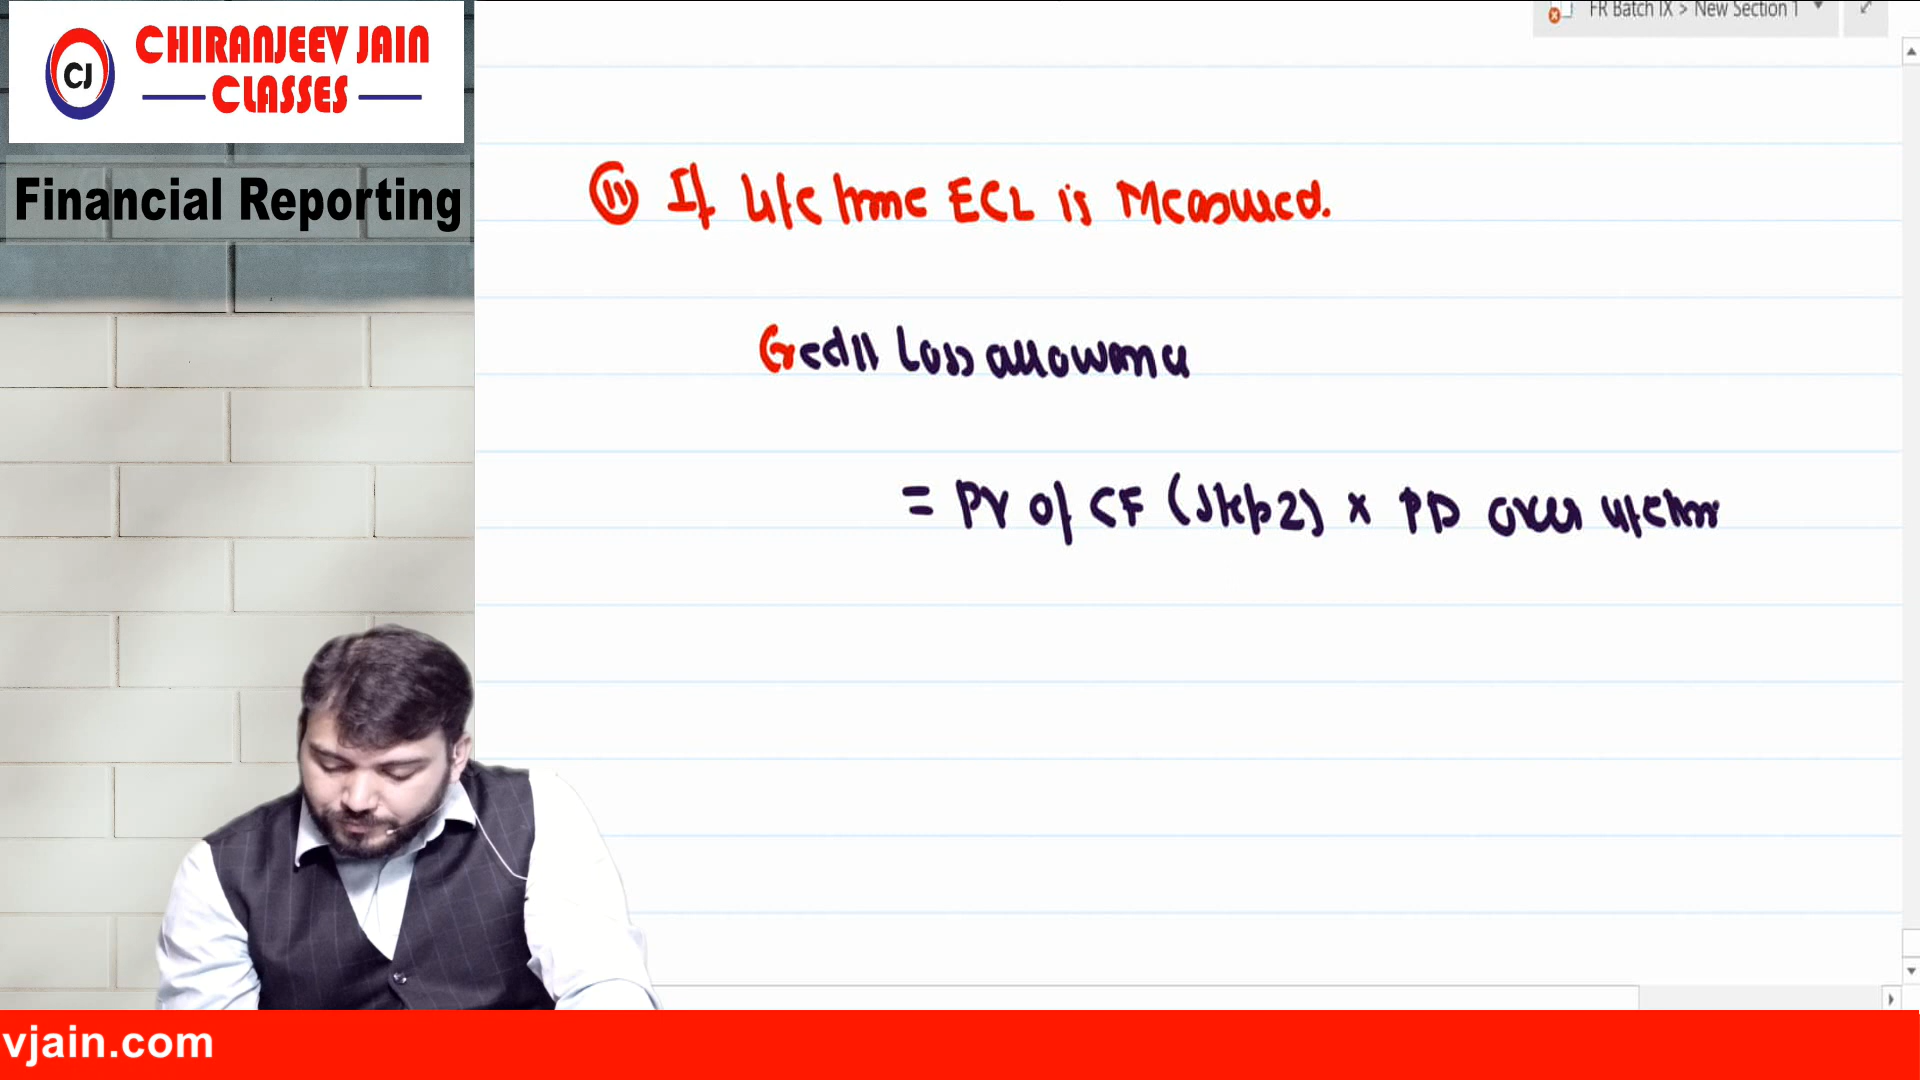 CHIRANJEEV JAIN
CJ
CLASSES
Financial Reporting
FR Batch IX > New Section 1
(ii) If life time ECL is Measured.
Credit Loss allowance
= PV of CF (Step 2) × PD over lifetime
vjain.com